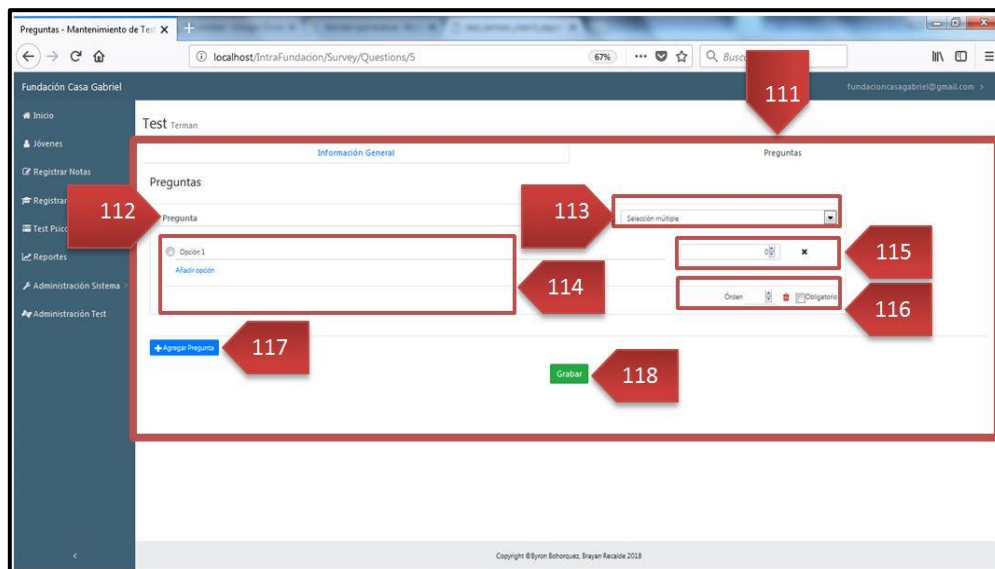 Preguntas - Mantenimiento de Tes
localhost/IntraFundacion/Survey/Questions/5
67%
Fundación Casa Gabriel
fundacioncasagabriel@gmail.com >
111
Inicio
Test Terman
Jóvenes
Información General
Preguntas
Registrar Notas
Preguntas
Registrar
112
Pregunta
113
Selección múltiple
Test Psico
Opción 1
0
115
Reportes
Añadir opción
114
Administración Sistema >
Órden
Obligatorio
116
Administración Test
+ Agregar Pregunta
117
Grabar
118
Copyright ©Byron Bohorquez, Brayan Recalde 2018